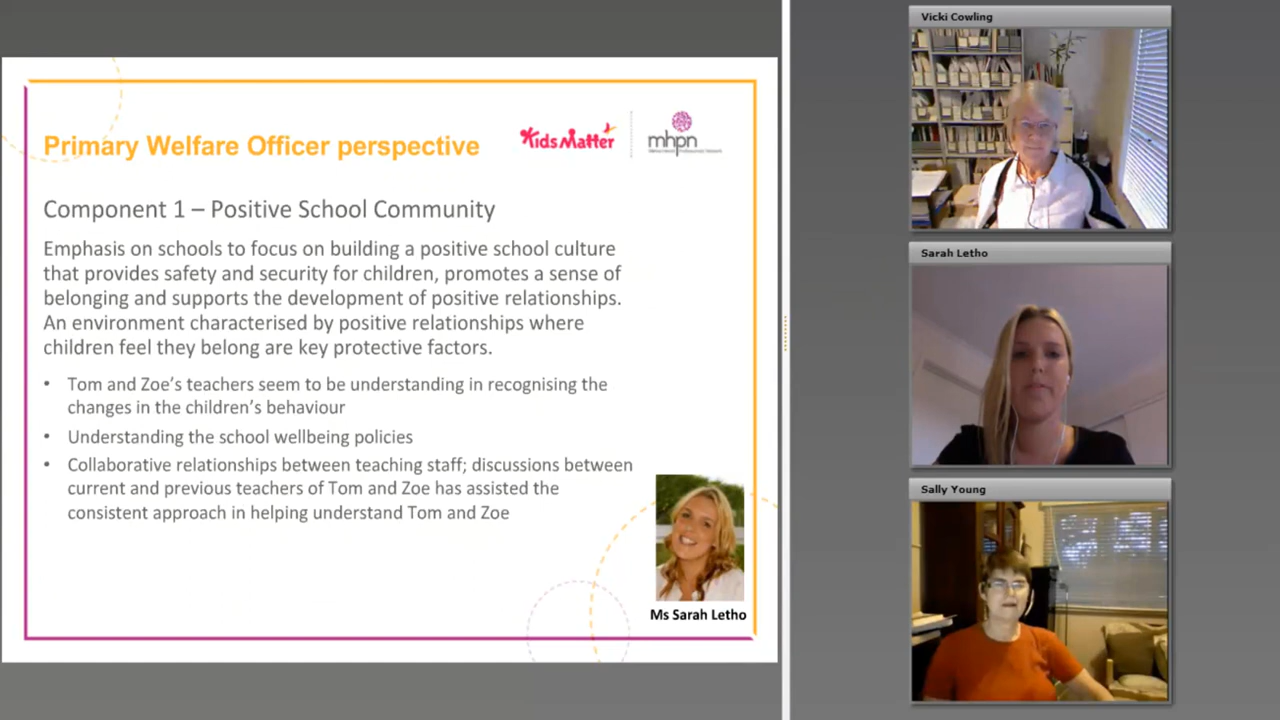 Primary Welfare Officer perspective
KidsMatter
mhpn
Component 1 – Positive School Community
Emphasis on schools to focus on building a positive school culture
that provides safety and security for children, promotes a sense of
belonging and supports the development of positive relationships.
An environment characterised by positive relationships where
children feel they belong are key protective factors.
• Tom and Zoe’s teachers seem to be understanding in recognising the
changes in the children’s behaviour
• Understanding the school wellbeing policies
• Collaborative relationships between teaching staff; discussions between
current and previous teachers of Tom and Zoe has assisted the
consistent approach in helping understand Tom and Zoe
Ms Sarah Letho
Vicki Cowling
Sarah Letho
Sally Young